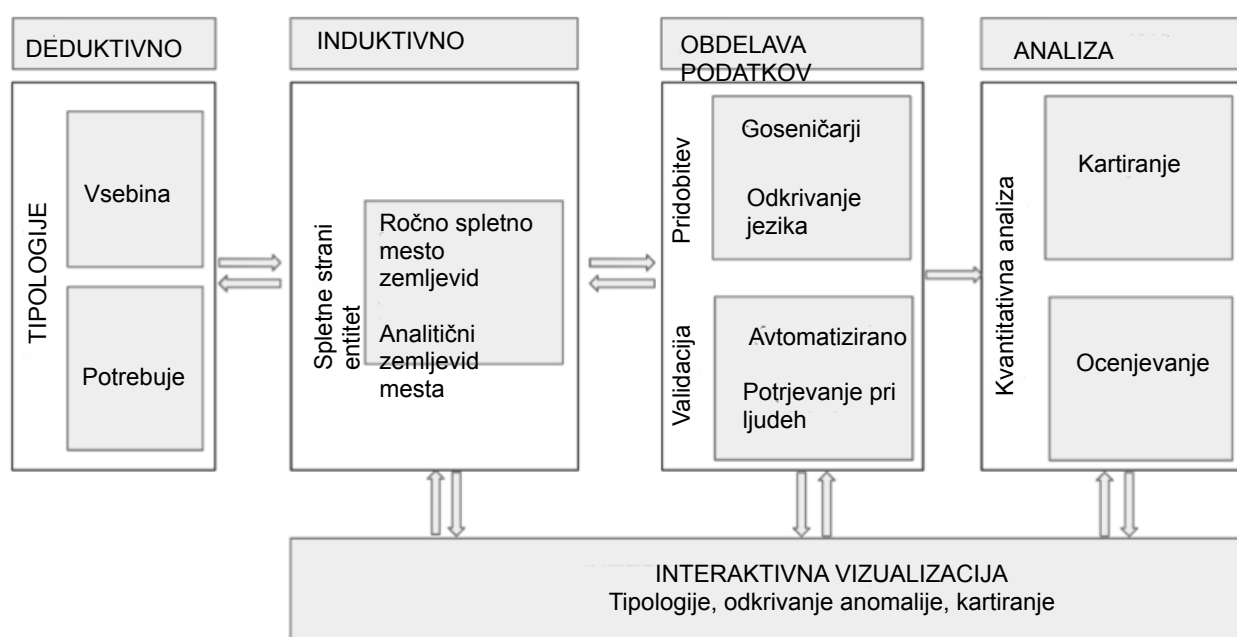 DEDUKTIVNO
INDUKTIVNO
OBDELAVA
PODATKOV
ANALIZA
TIPOLOGIJE
Vsebina
Potrebuje
Spletne strani
entitet
Ročno spletno
mesto
zemljevid
Analitični
zemljevid
mesta
Pridobitev
Goseničarji
Odkrivanje
jezika
Validacija
Avtomatizirano
Potrjevanje pri
ljudeh
Kvantitativna analiza
Kartiranje
Ocenjevanje
INTERAKTIVNA VIZUALIZACIJA
Tipologije, odkrivanje anomalije, kartiranje